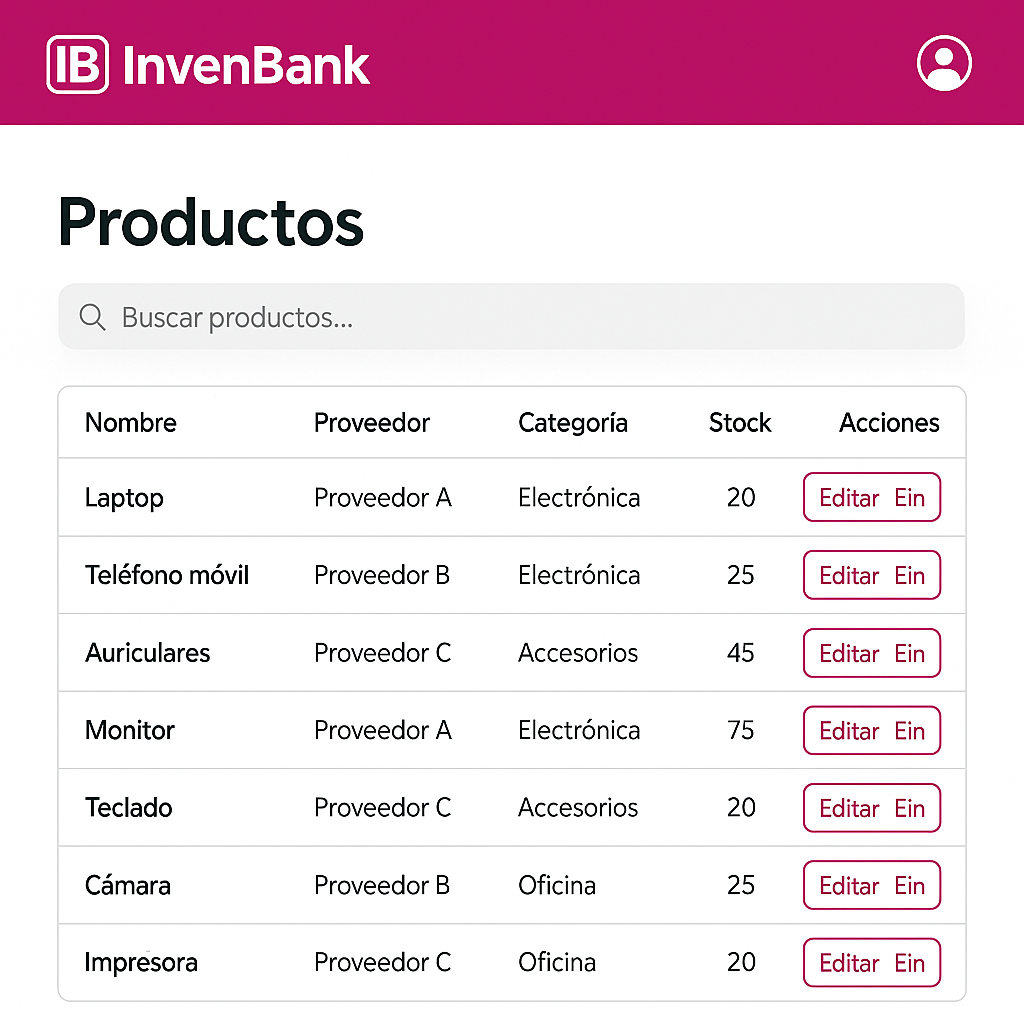 IB InvenBank
Productos
Buscar productos...
Nombre Proveedor Categoría Stock Acciones
Laptop Proveedor A Electrónica 20 Editar Ein
Teléfono móvil Proveedor B Electrónica 25 Editar Ein
Auriculares Proveedor C Accesorios 45 Editar Ein
Monitor Proveedor A Electrónica 75 Editar Ein
Teclado Proveedor C Accesorios 20 Editar Ein
Cámara Proveedor B Oficina 25 Editar Ein
Impresora Proveedor C Oficina 20 Editar Ein